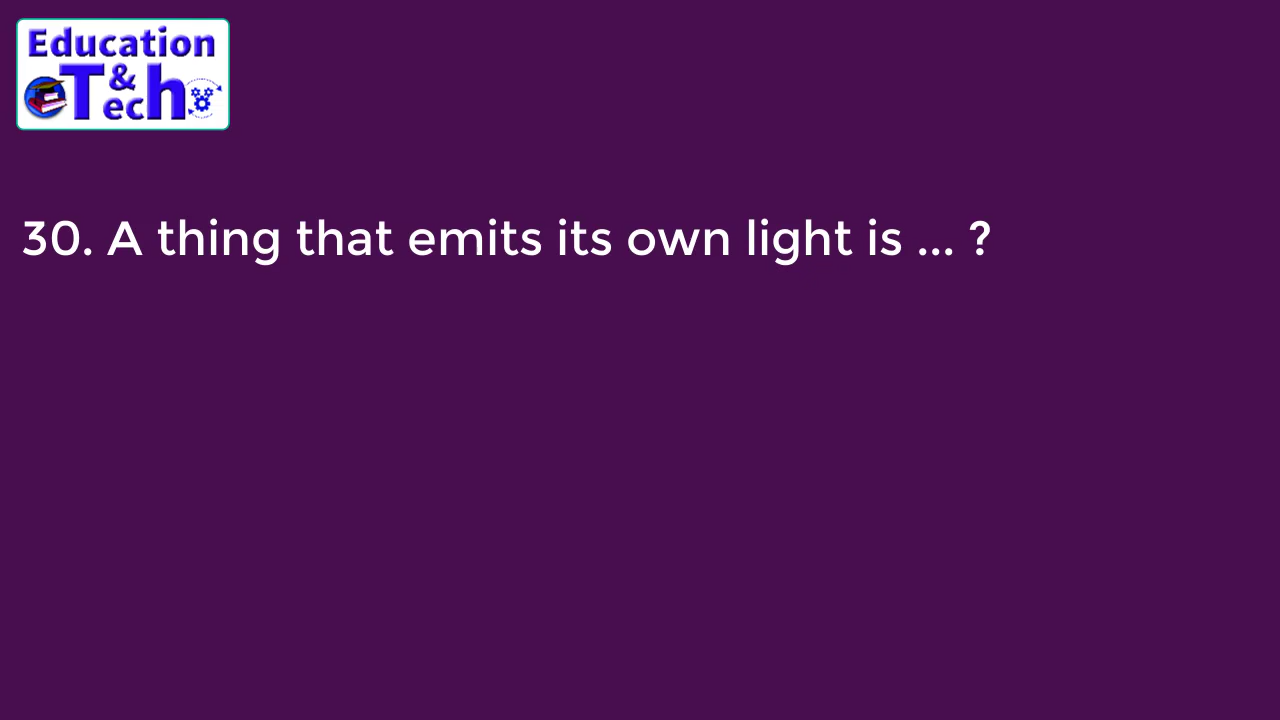 Education
& Tech
30. A thing that emits its own light is ... ?